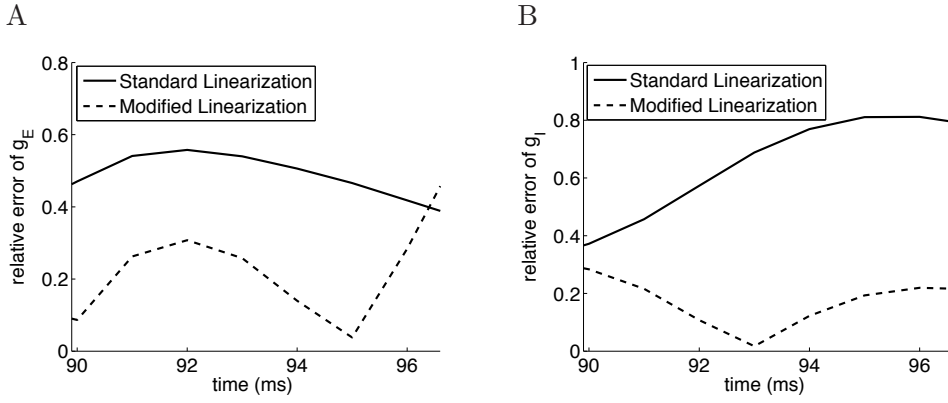 A
0.8
0.6
0.4
0.2
0
Standard Linearization
Modified Linearization
relative error of g_E
90 92 94 96
time (ms)
B
1
0.8
0.6
0.4
0.2
0
Standard Linearization
Modified Linearization
relative error of g_I
90 92 94 96
time (ms)